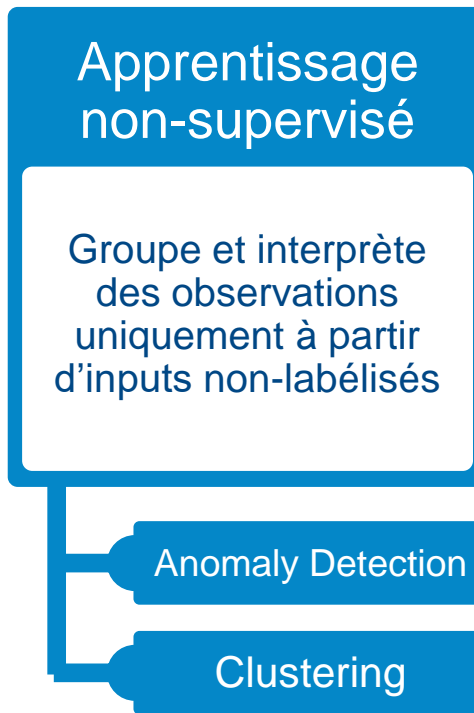 Apprentissage
non-supervisé
Groupe et interprète
des observations
uniquement à partir
d’inputs non-labélisés
Anomaly Detection
Clustering